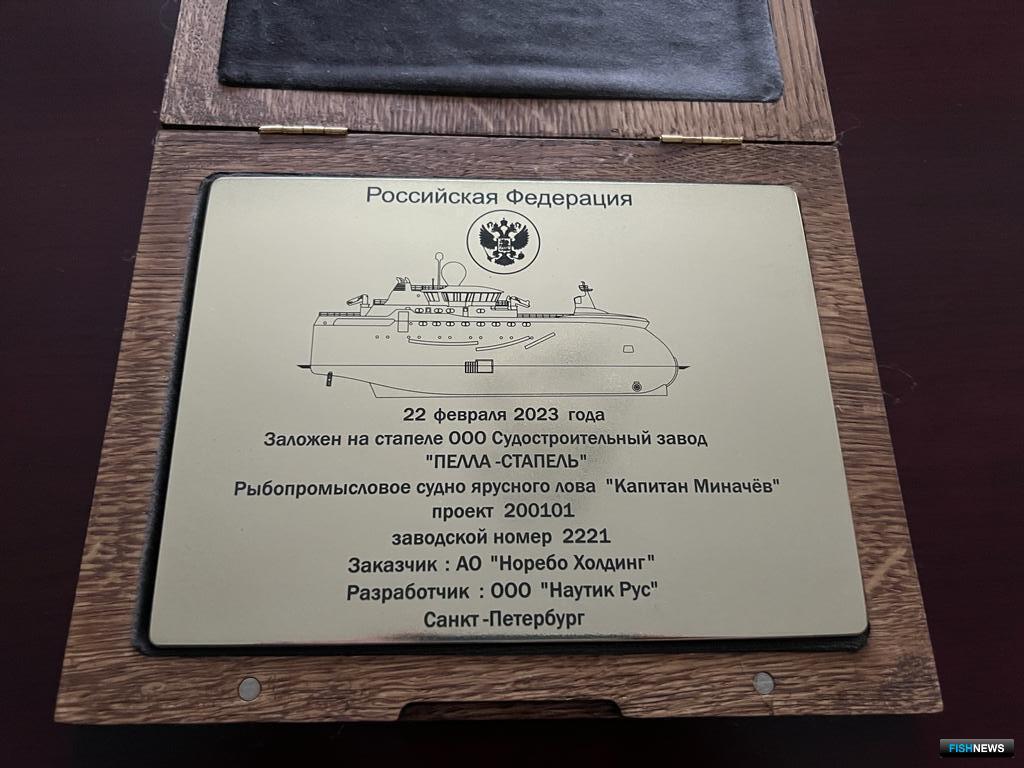 Российская Федерация
22 февраля 2023 года
Заложен на стапеле ООО Судостроительный завод
"ПЕЛЛА -СТАПЕЛЬ"
Рыбопромысловое судно ярусного лова "Капитан Миначёв"
проект 200101
заводской номер 2221
Заказчик : АО "Норебо Холдинг"
Разработчик : ООО "Наутик Рус"
Санкт -Петербург
FISHNEWS